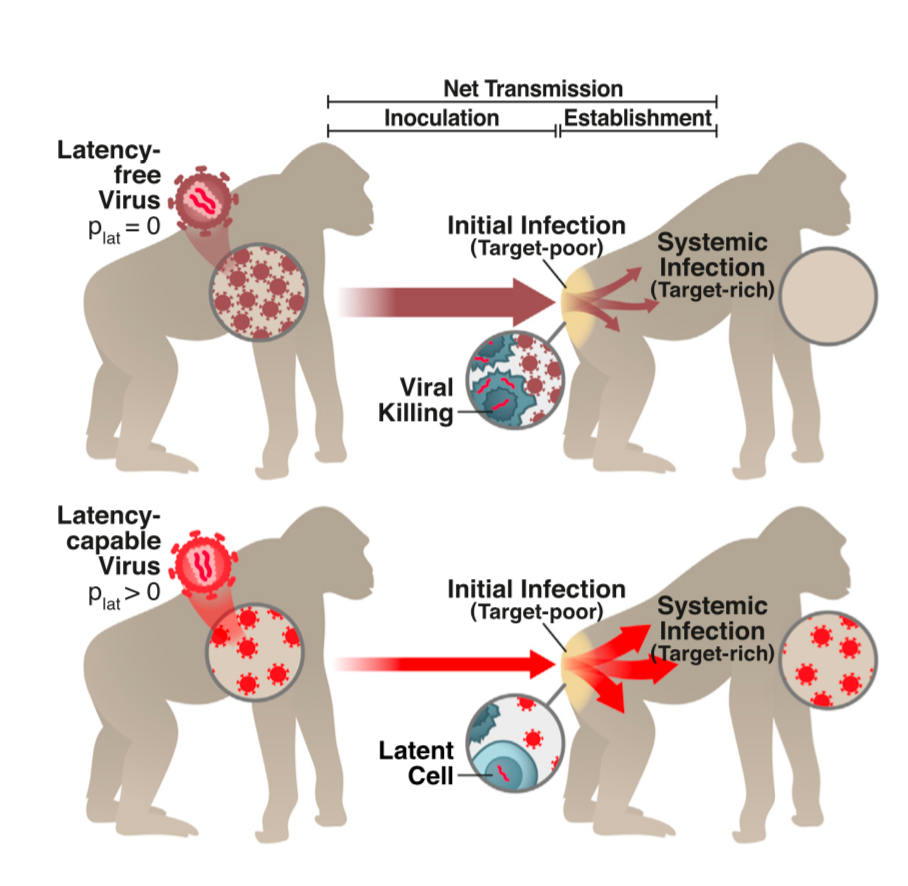 Net Transmission
Inoculation
Establishment
Latency-
free
Virus
plat = 0
Initial Infection
(Target-poor)
Systemic
Infection
(Target-rich)
Viral
Killing
Latency-
capable
Virus
plat > 0
Initial Infection
(Target-poor)
Systemic
Infection
(Target-rich)
Latent
Cell